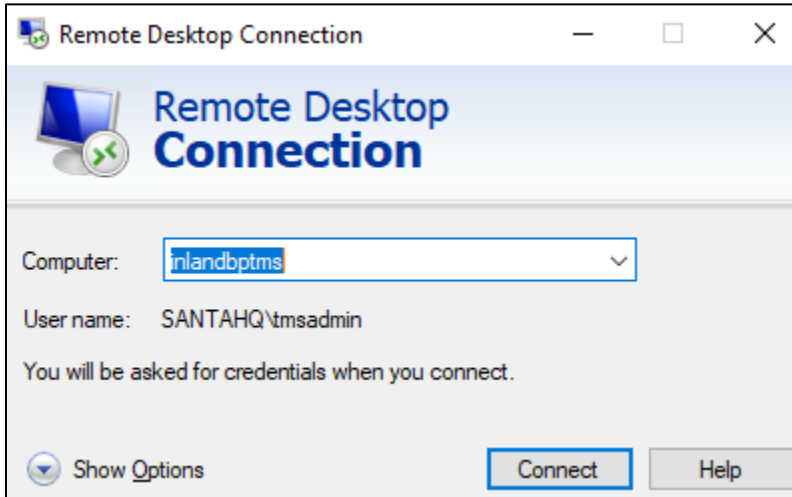 Remote Desktop Connection
Remote Desktop
Connection
Computer: inlandbptms
User name: SANTAHQ\tmsadmin
You will be asked for credentials when you connect.
Show Options Connect Help